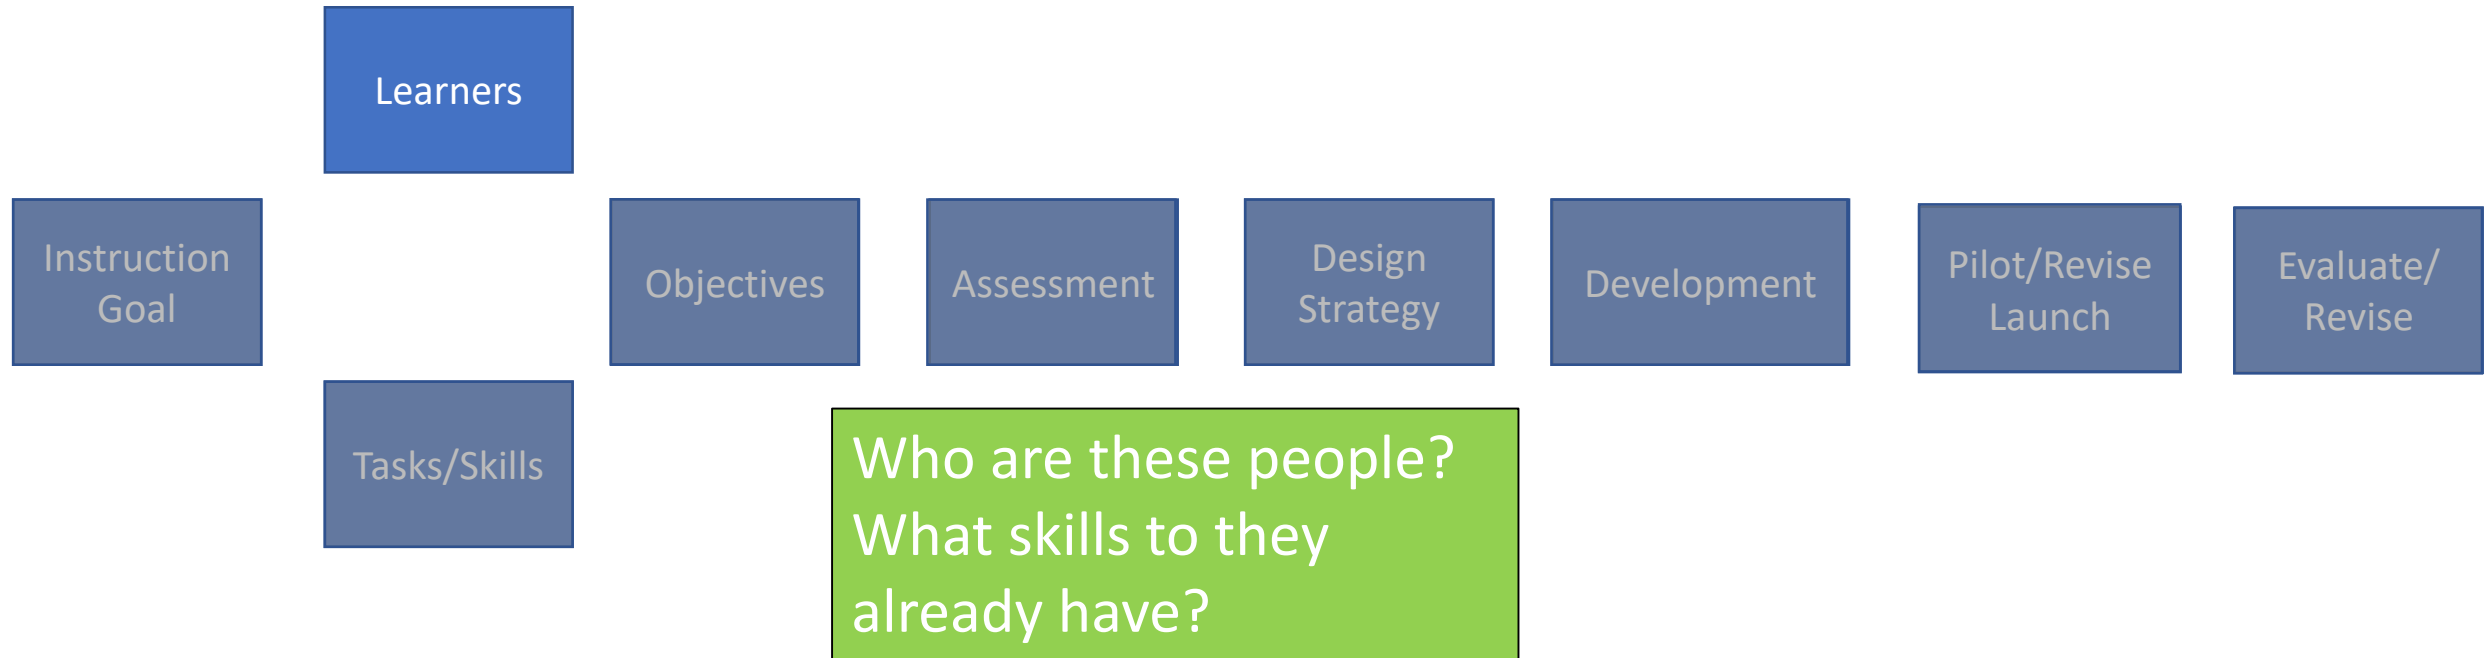 Learners
Instruction
Goal
Objectives
Assessment
Design
Strategy
Development
Pilot/Revise
Launch
Evaluate/
Revise
Tasks/Skills
Who are these people?
What skills to they
already have?